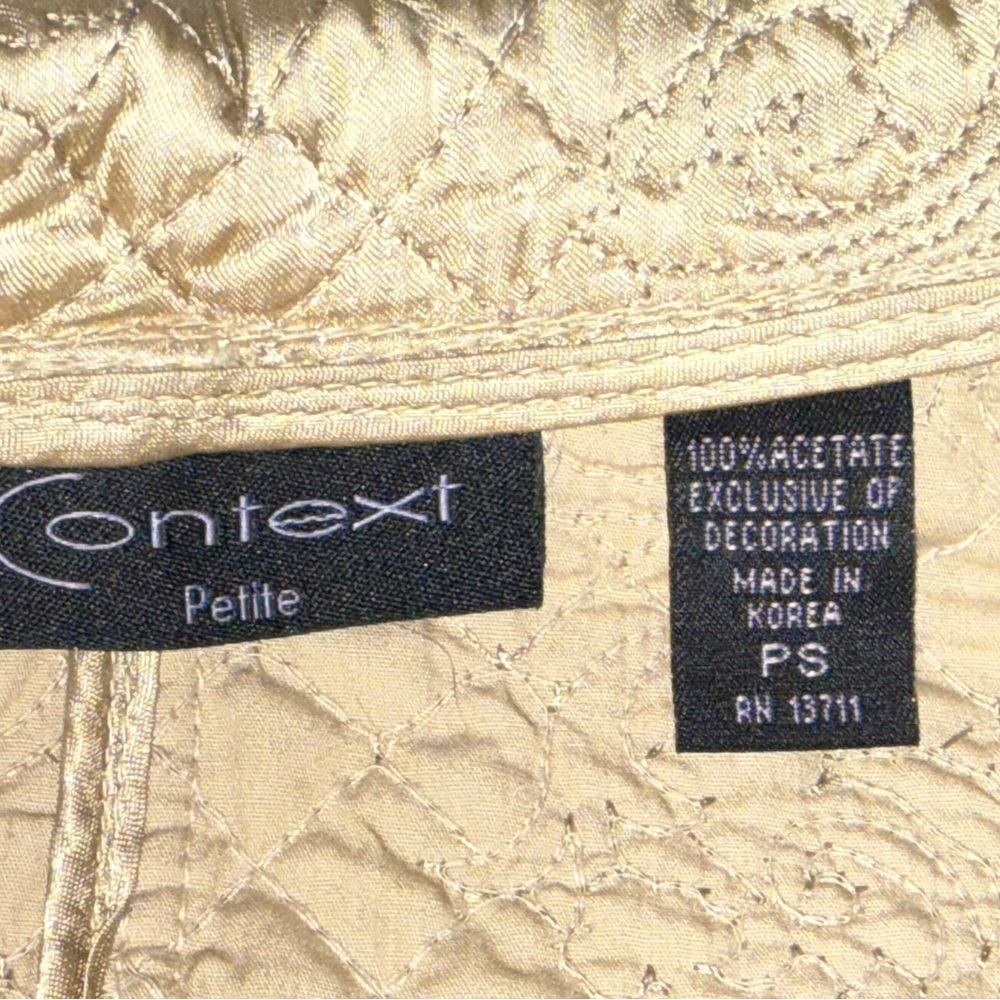 Context
Petite
100%ACETATE
EXCLUSIVE OF
DECORATION
MADE IN
KOREA
PS
RN 13711